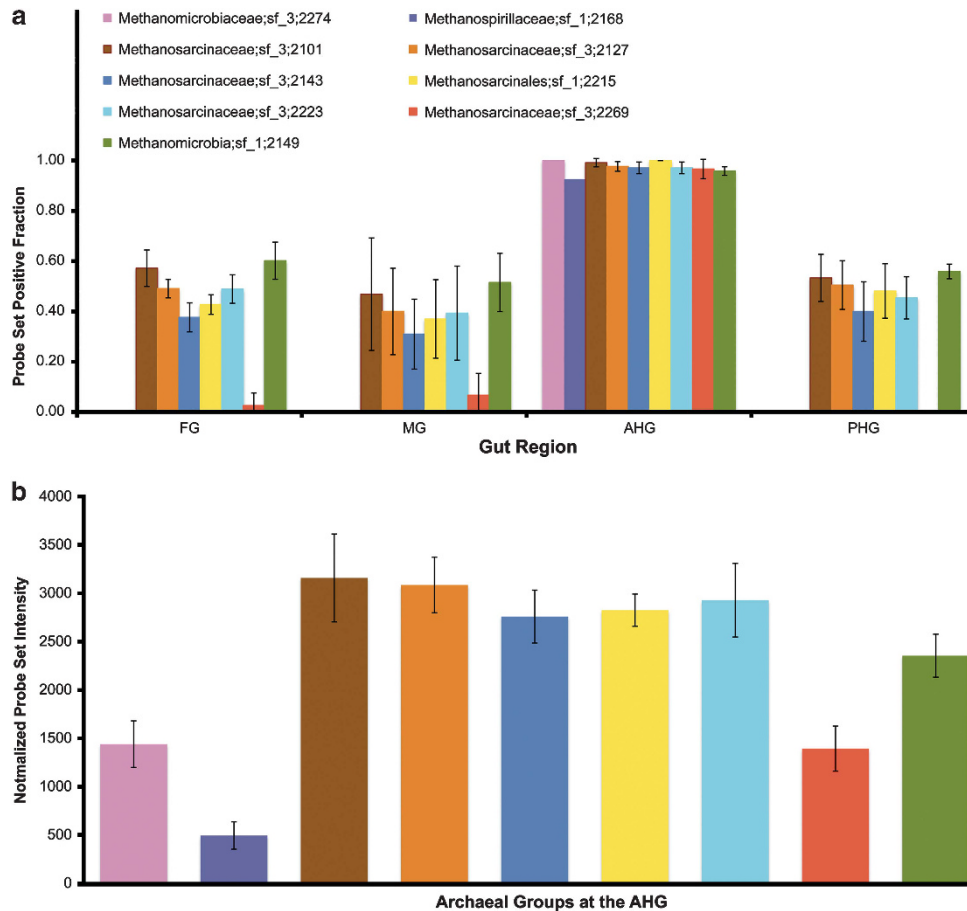 a
Methanomicrobiaceae;sf_3;2274
Methanospirillaceae;sf_1;2168
Methanosarcinaceae;sf_3;2101
Methanosarcinaceae;sf_3;2127
Methanosarcinaceae;sf_3;2143
Methanosarcinales;sf_1;2215
Methanosarcinaceae;sf_3;2223
Methanosarcinaceae;sf_3;2269
Methanomicrobia;sf_1;2149
Probe Set Positive Fraction
1.00
0.80
0.60
0.40
0.20
0.00
FG
MG
AHG
PHG
Gut Region
b
Notmalized Probe Set Intensity
4000
3500
3000
2500
2000
1500
1000
500
0
Archaeal Groups at the AHG